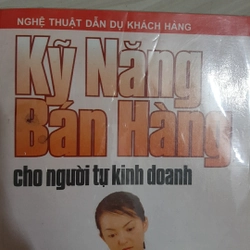 NGHỆ THUẬT DẪN DỤ KHÁCH HÀNG
Kỹ Năng
Bán Hàng
cho người tự kinh doanh